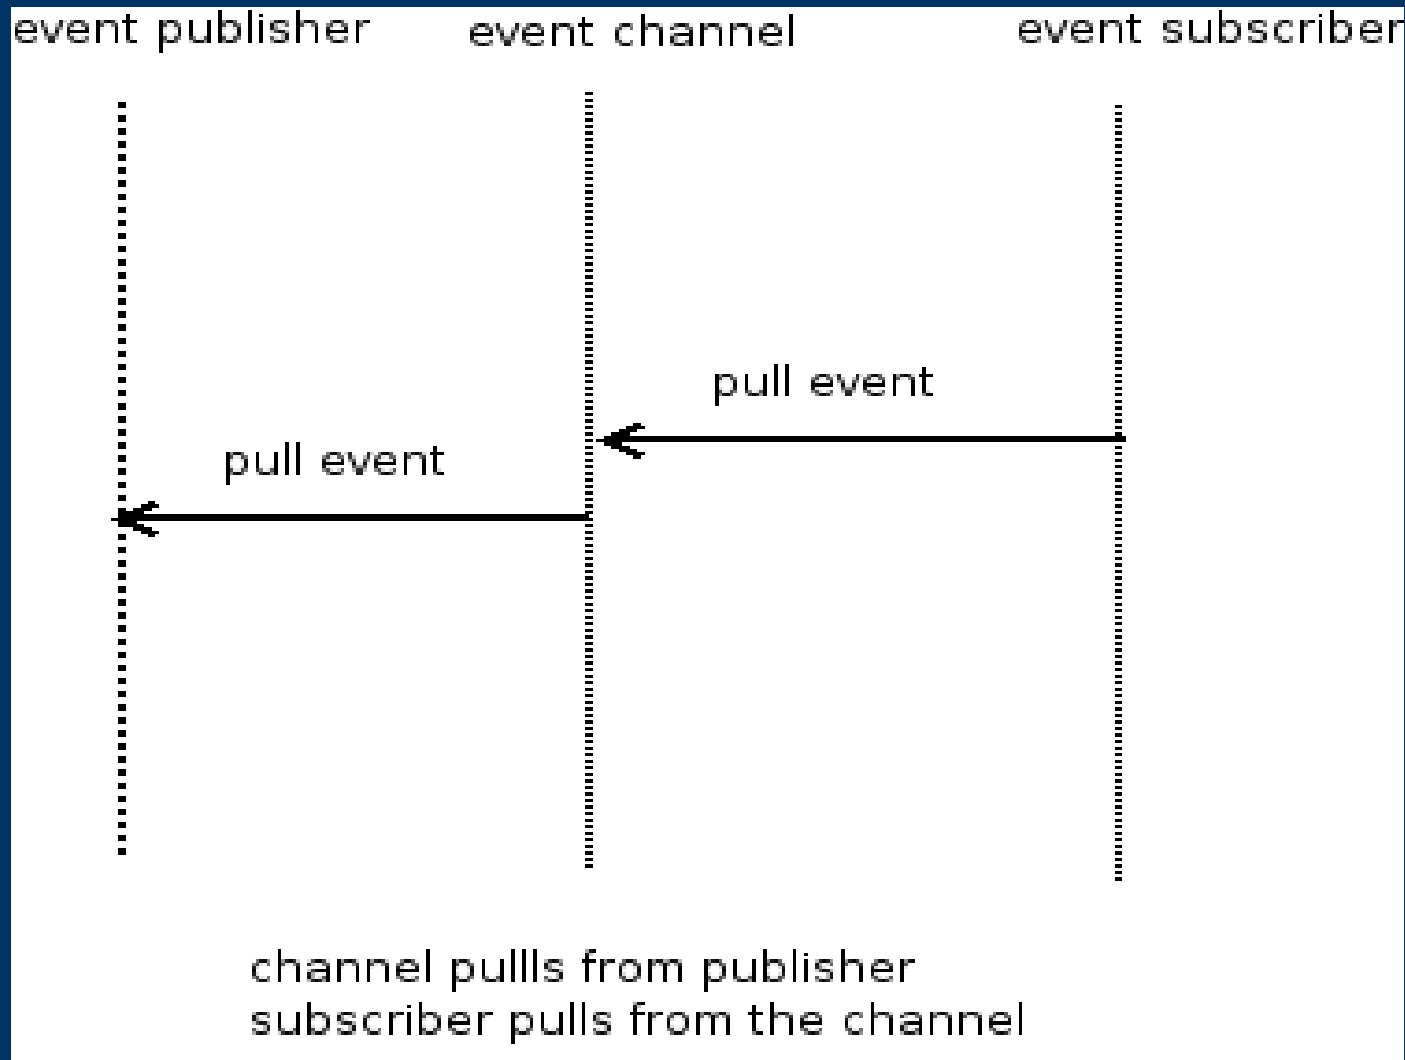 event publisher
event channel
event subscriber
pull event
pull event
channel pullls from publisher
subscriber pulls from the channel